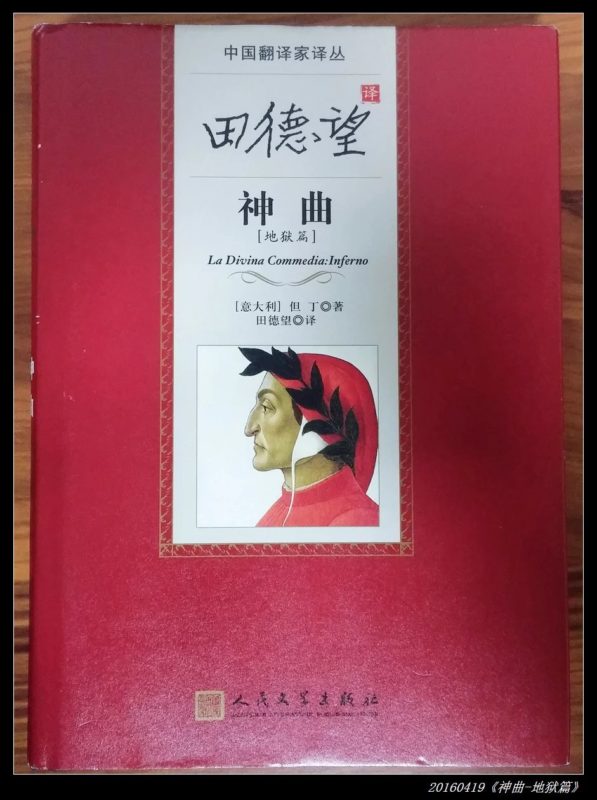 中国翻译家译丛
译
田德望
神曲
[地狱篇]
La Divina Commedia:Inferno
[意大利] 但 丁◎著
田德望◎译
人民文学出版社
20160419《神曲-地狱篇》